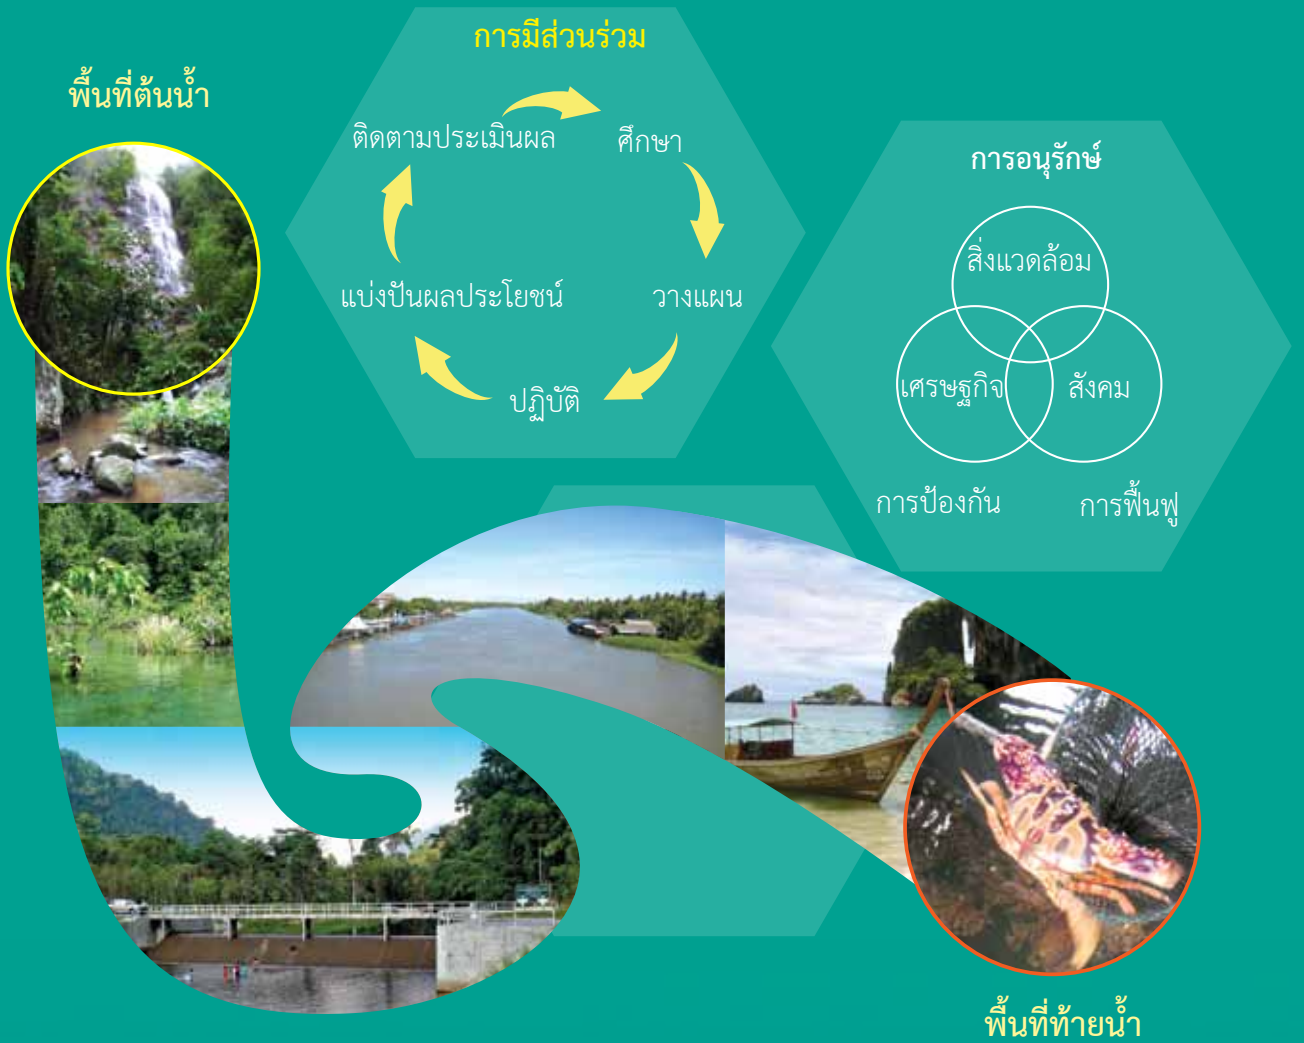 การมีส่วนร่วม
พื้นที่ต้นน้ำ
ติดตามประเมินผล
ศึกษา
แบ่งปันผลประโยชน์
วางแผน
ปฏิบัติ
การอนุรักษ์
สิ่งแวดล้อม
เศรษฐกิจ
สังคม
การป้องกัน
การฟื้นฟู
พื้นที่ท้ายน้ำ